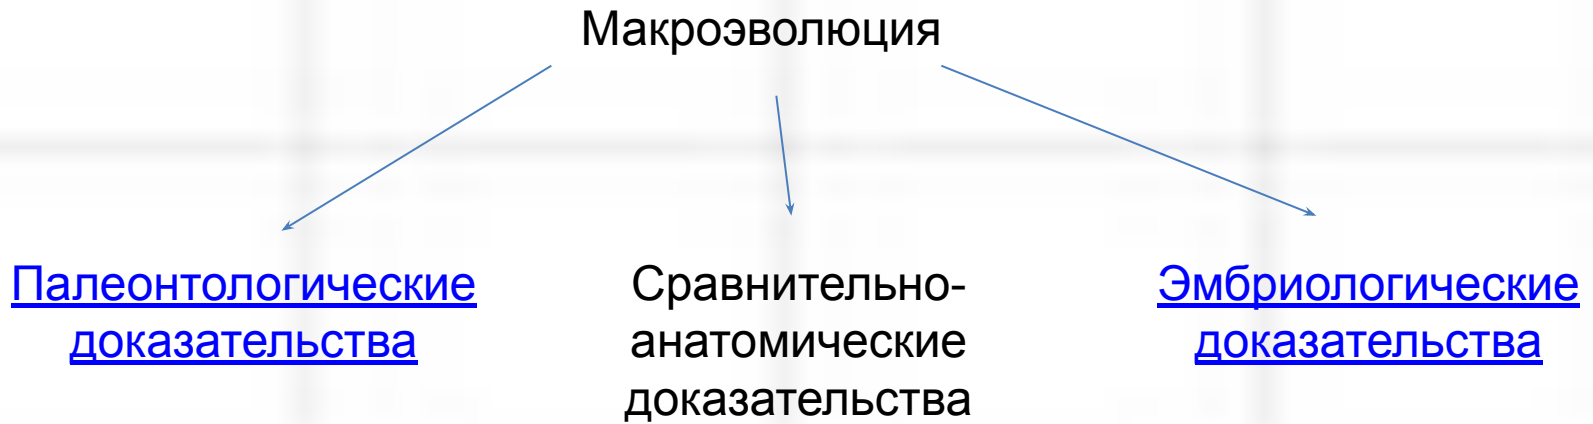 Макроэволюция
Палеонтологические
доказательства
Сравнительно-
анатомические
доказательства
Эмбриологические
доказательства